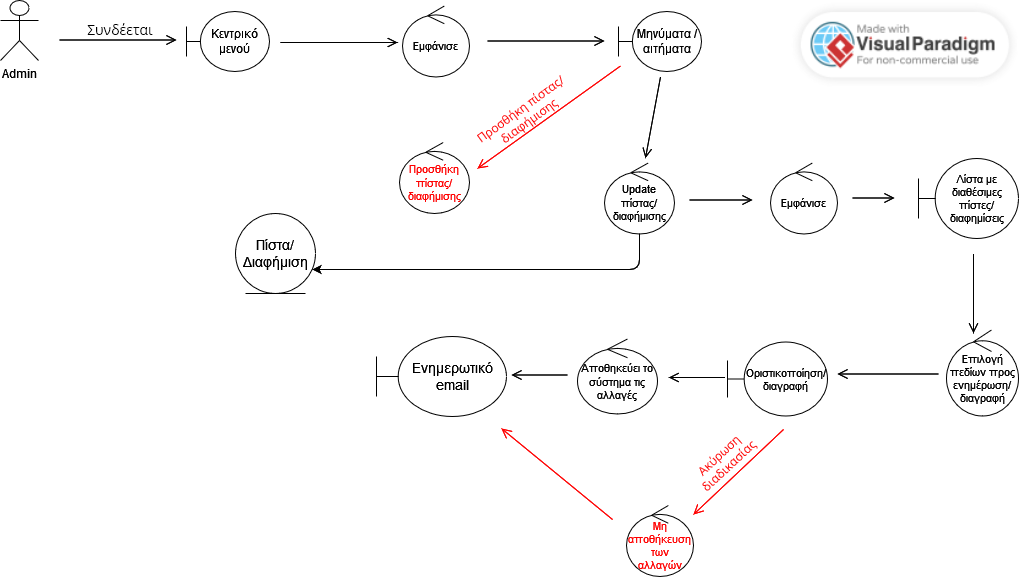 Συνδέεται
Admin
Κεντρικό
μενού
Εμφάνισε
Μηνύματα /
αιτήματα
Made with
VisualParadigm
For non-commercial use
Προσθήκη πίστας/
διαφήμισης
Προσθήκη
πίστας/
διαφήμισης
Update
πίστας/
διαφήμισης
Εμφάνισε
Λίστα με
διαθέσιμες
πίστες/
διαφημίσεις
Πίστα/
Διαφήμιση
Ενημερωτικό
email
Αποθηκεύει το
σύστημα τις
αλλαγές
Οριστικοποίηση/
διαγραφή
Επιλογή
πεδίων προς
ενημέρωση/
διαγραφή
Ακύρωση
διαδικασίας
Μη
αποθήκευση
των
αλλαγών